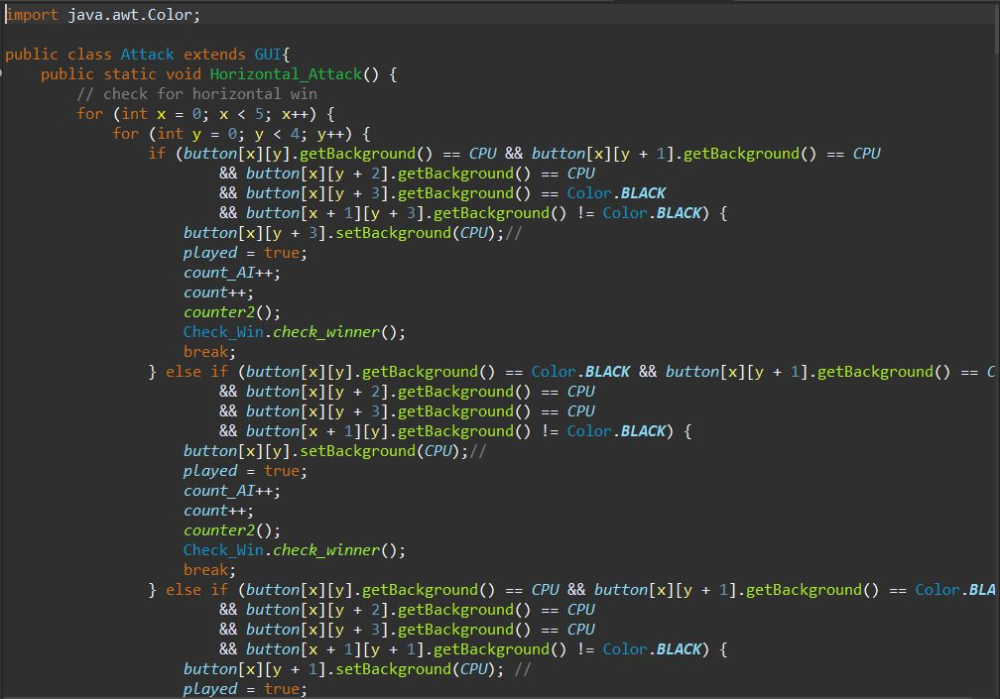 import java.awt.Color;
public class Attack extends GUI{
public static void Horizontal_Attack() {
// check for horizontal win
for (int x = 0; x < 5; x++) {
for (int y = 0; y < 4; y++) {
if (button[x][y].getBackground() == CPU && button[x][y + 1].getBackground() == CPU
&& button[x][y + 2].getBackground() == CPU
&& button[x][y + 3].getBackground() == Color.BLACK
&& button[x + 1][y + 3].getBackground() != Color.BLACK) {
button[x][y + 3].setBackground(CPU);//
played = true;
count_AI++;
count++;
counter2();
Check_Win.check_winner();
break;
} else if (button[x][y].getBackground() == Color.BLACK && button[x][y + 1].getBackground() == C
&& button[x][y + 2].getBackground() == CPU
&& button[x][y + 3].getBackground() == CPU
&& button[x + 1][y].getBackground() != Color.BLACK) {
button[x][y].setBackground(CPU);//
played = true;
count_AI++;
count++;
counter2();
Check_Win.check_winner();
break;
} else if (button[x][y].getBackground() == CPU && button[x][y + 1].getBackground() == Color.BLA
&& button[x][y + 2].getBackground() == CPU
&& button[x][y + 3].getBackground() == CPU
&& button[x + 1][y + 1].getBackground() != Color.BLACK) {
button[x][y + 1].setBackground(CPU); //
played = true;